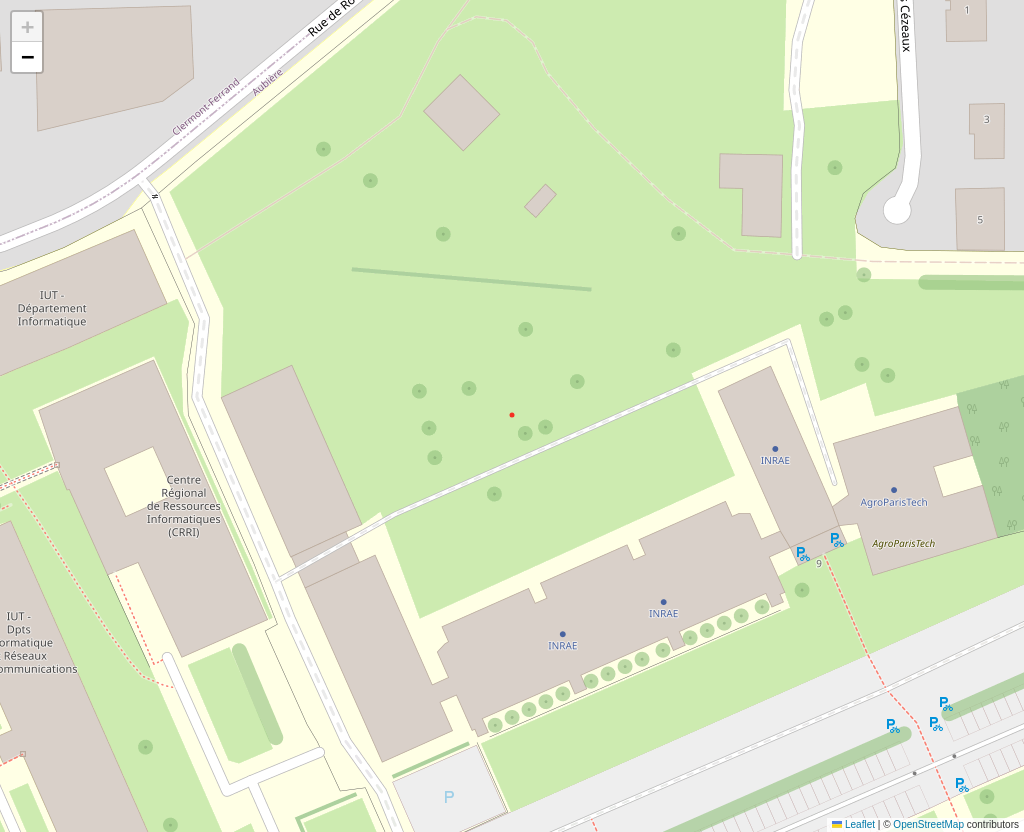 +
−
Rue de Ro
s Cézeaux
1
Clermont-Ferrand
Aubière
3
5
IUT -
Département
Informatique
Centre
Régional
de Ressources
Informatiques
(CRRI)
INRAE
AgroParisTech
AgroParisTech
9
INRAE
INRAE
IUT -
Dpts
ormatique
Réseaux
ommunications
P
Leaflet | © OpenStreetMap contributors